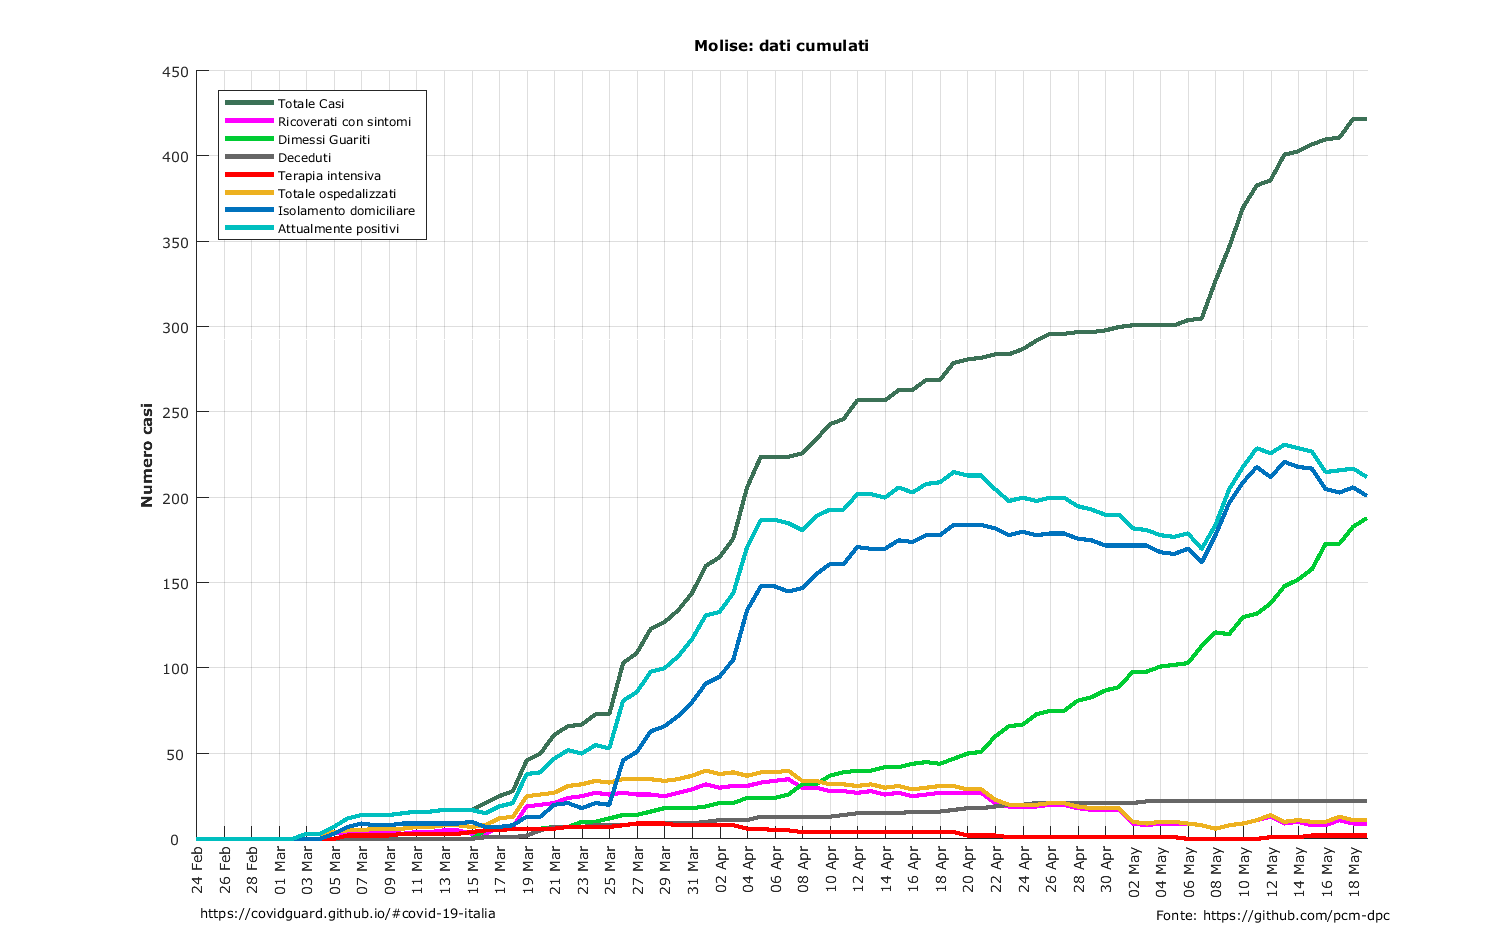 Molise: dati cumulati
Numero casi
450
400
350
300
250
200
150
100
50
0
Totale Casi
Ricoverati con sintomi
Dimessi Guariti
Deceduti
Terapia intensiva
Totale ospedalizzati
Isolamento domiciliare
Attualmente positivi
24 Feb
26 Feb
28 Feb
01 Mar
03 Mar
05 Mar
07 Mar
09 Mar
11 Mar
13 Mar
15 Mar
17 Mar
19 Mar
21 Mar
23 Mar
25 Mar
27 Mar
29 Mar
31 Mar
02 Apr
04 Apr
06 Apr
08 Apr
10 Apr
12 Apr
14 Apr
16 Apr
18 Apr
20 Apr
22 Apr
24 Apr
26 Apr
28 Apr
30 Apr
02 May
04 May
06 May
08 May
10 May
12 May
14 May
16 May
18 May
https://covidguard.github.io/#covid-19-italia
Fonte: https://github.com/pcm-dpc